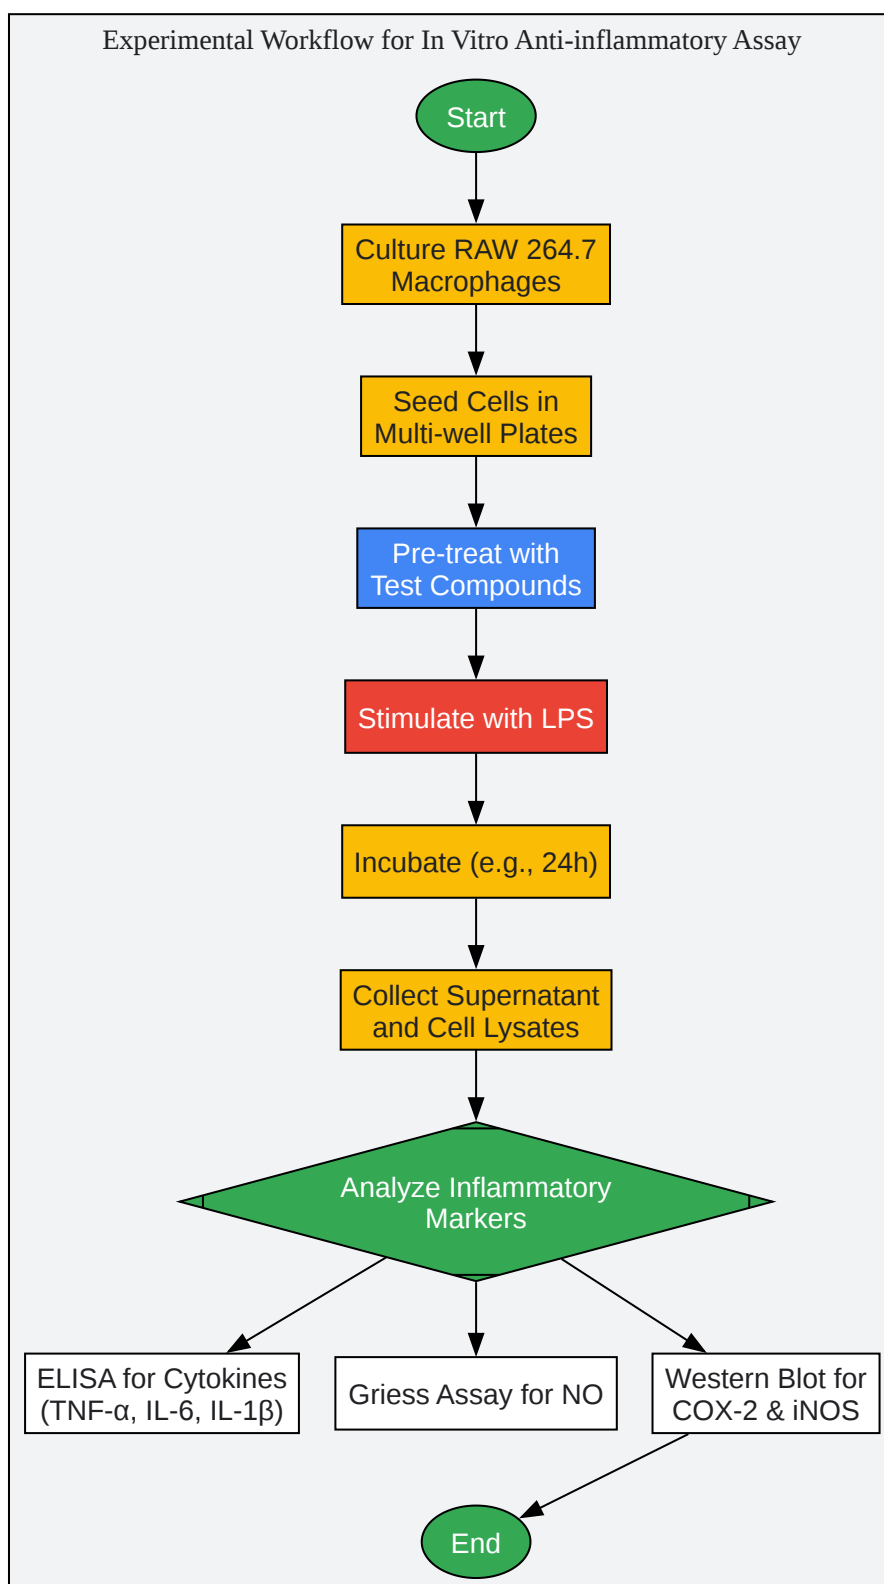 Experimental Workflow for In Vitro Anti-inflammatory Assay
Start
Culture RAW 264.7
Macrophages
Seed Cells in
Multi-well Plates
Pre-treat with
Test Compounds
Stimulate with LPS
Incubate (e.g., 24h)
Collect Supernatant
and Cell Lysates
Analyze Inflammatory
Markers
ELISA for Cytokines
(TNF-α, IL-6, IL-1β)
Griess Assay for NO
Western Blot for
COX-2 & iNOS
End